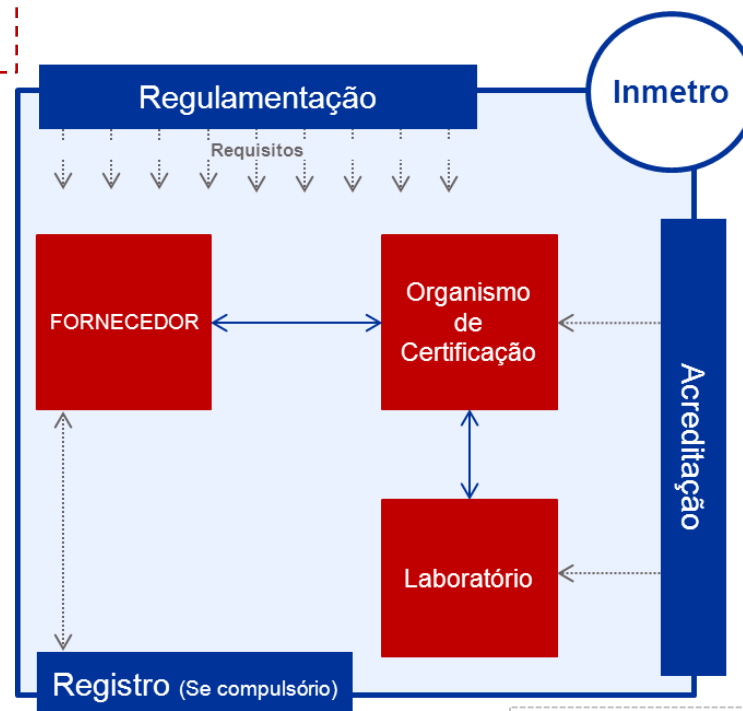 Regulamentação
Inmetro
Requisitos
FORNECEDOR
Organismo
de
Certificação
Acreditação
Laboratório
Registro (Se compulsório)